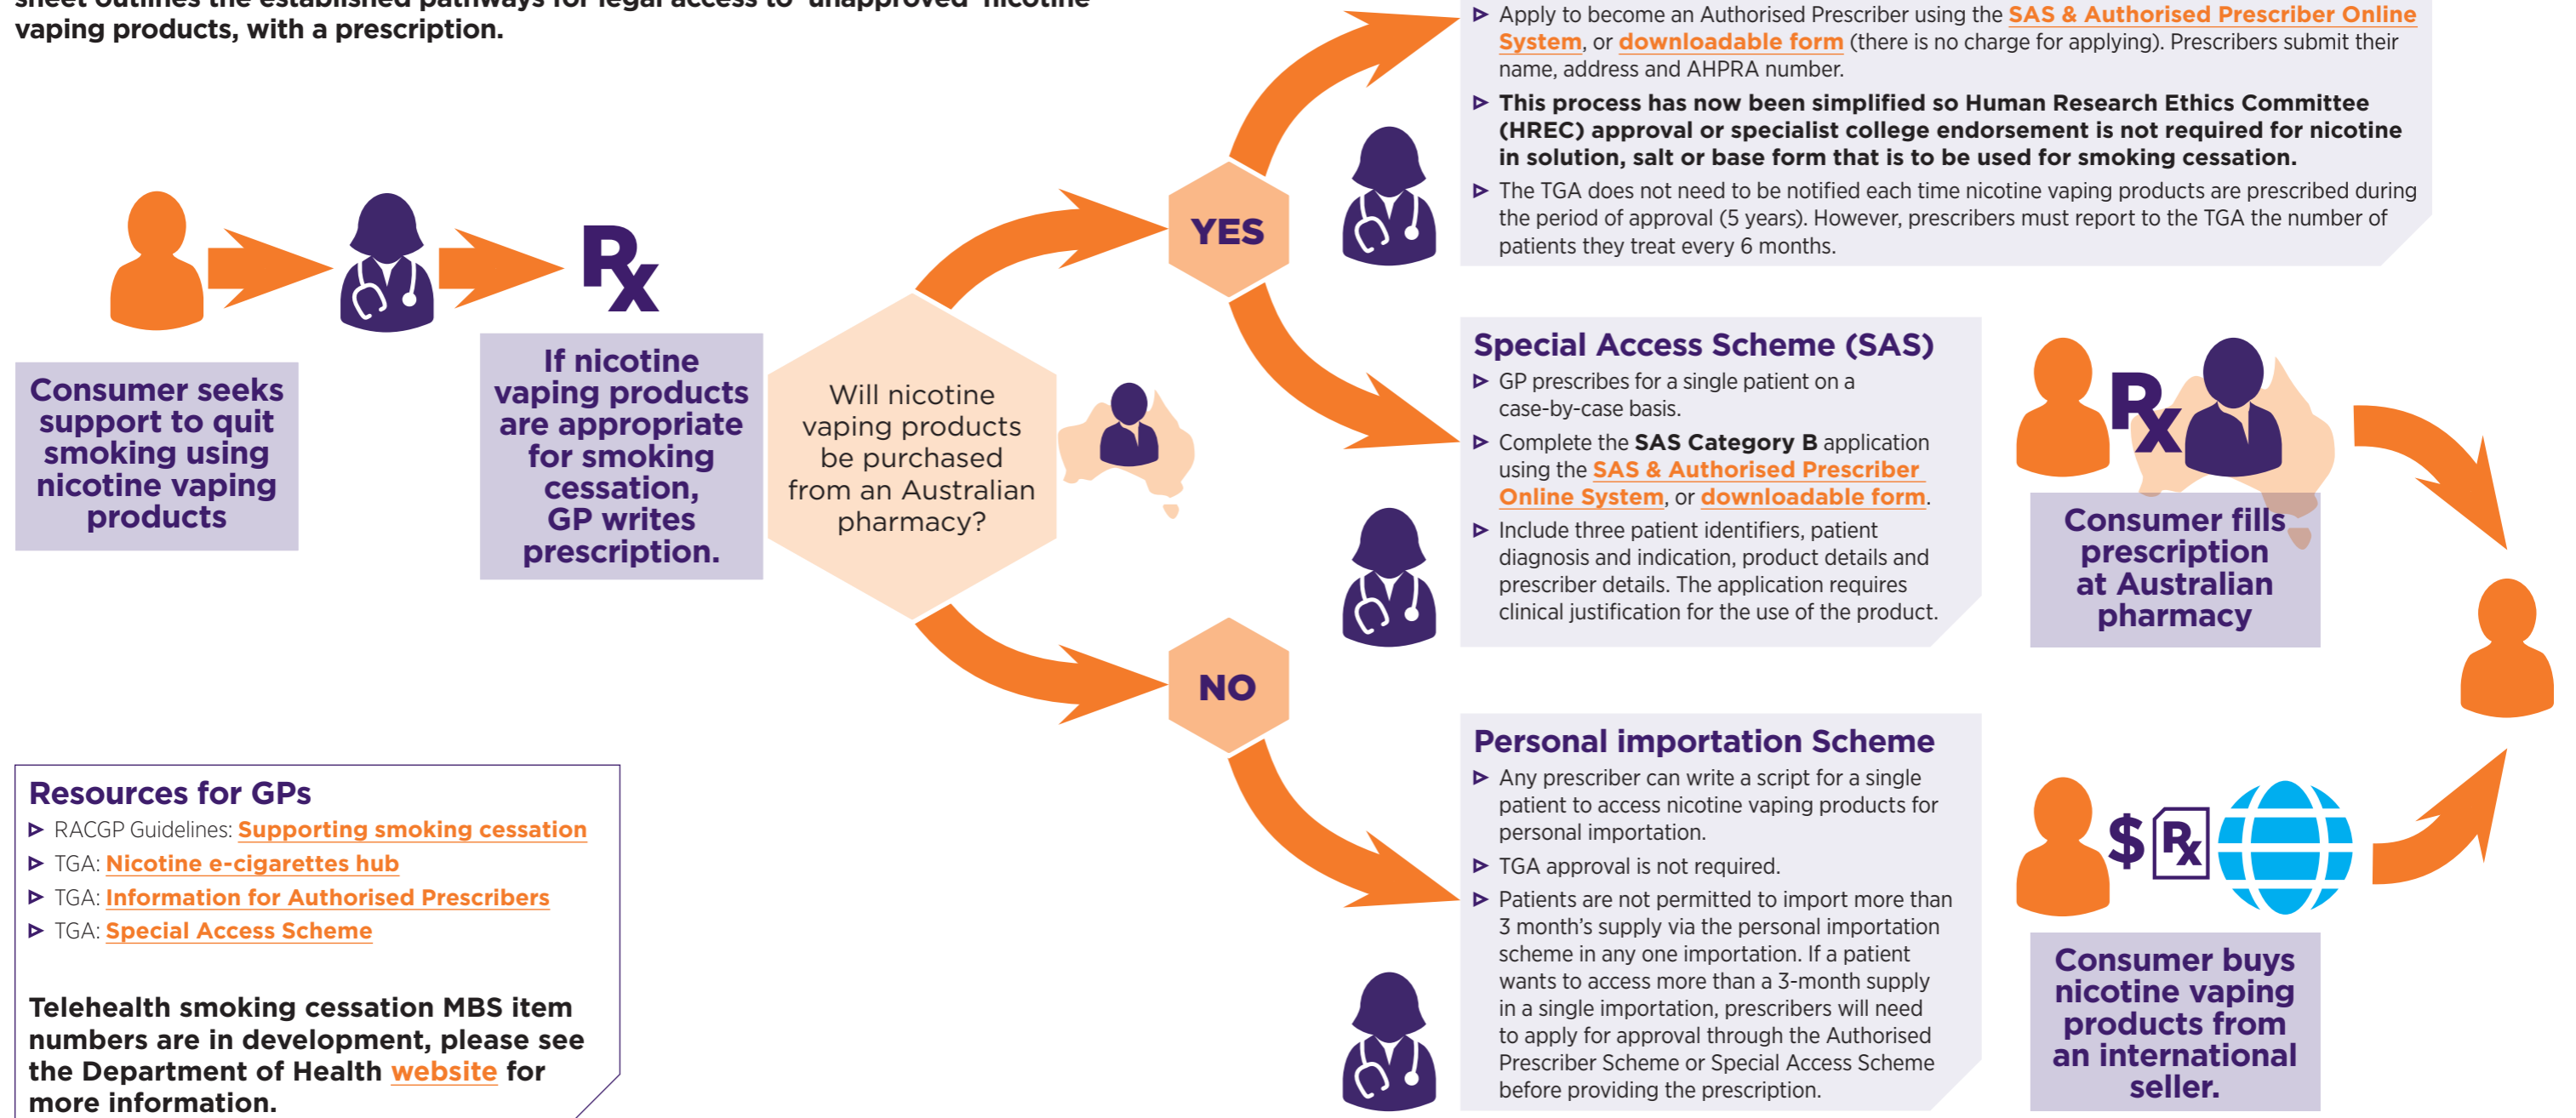 vaping products, with a prescription.
Consumer seeks
support to quit
smoking using
nicotine vaping
products
Rx
If nicotine
vaping products
are appropriate
for smoking
cessation,
GP writes
prescription.
Will nicotine
vaping products
be purchased
from an Australian
pharmacy?
YES
NO
Apply to become an Authorised Prescriber using the SAS & Authorised Prescriber Online
System, or downloadable form (there is no charge for applying). Prescribers submit their
name, address and AHPRA number.
This process has now been simplified so Human Research Ethics Committee
(HREC) approval or specialist college endorsement is not required for nicotine
in solution, salt or base form that is to be used for smoking cessation.
The TGA does not need to be notified each time nicotine vaping products are prescribed during
the period of approval (5 years). However, prescribers must report to the TGA the number of
patients they treat every 6 months.
Special Access Scheme (SAS)
GP prescribes for a single patient on a
case-by-case basis.
Complete the SAS Category B application
using the SAS & Authorised Prescriber
Online System, or downloadable form.
Include three patient identifiers, patient
diagnosis and indication, product details and
prescriber details. The application requires
clinical justification for the use of the product.
Rx
Consumer fills
prescription
at Australian
pharmacy
Personal importation Scheme
Any prescriber can write a script for a single
patient to access nicotine vaping products for
personal importation.
TGA approval is not required.
Patients are not permitted to import more than
3 month's supply via the personal importation
scheme in any one importation. If a patient
wants to access more than a 3-month supply
in a single importation, prescribers will need
to apply for approval through the Authorised
Prescriber Scheme or Special Access Scheme
before providing the prescription.
$ Rx
Consumer buys
nicotine vaping
products from
an international
seller.
Resources for GPs
RACGP Guidelines: Supporting smoking cessation
TGA: Nicotine e-cigarettes hub
TGA: Information for Authorised Prescribers
TGA: Special Access Scheme
Telehealth smoking cessation MBS item
numbers are in development, please see
the Department of Health website for
more information.